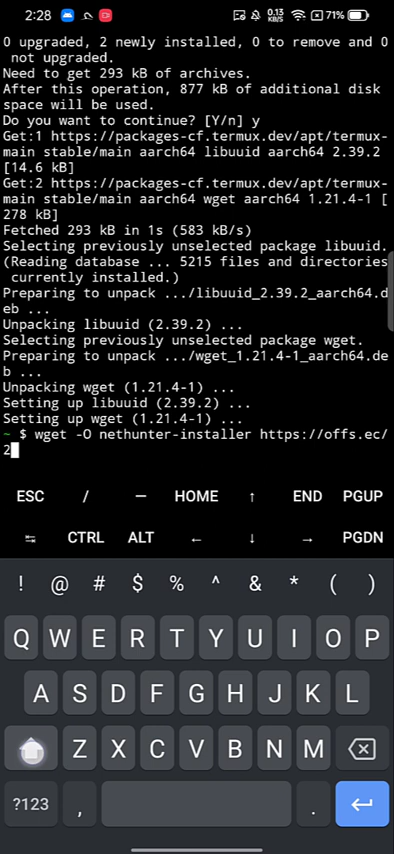 2:28 0.13 KB/S 71%
0 upgraded, 2 newly installed, 0 to remove and 0
not upgraded.
Need to get 293 kB of archives.
After this operation, 877 kB of additional disk
space will be used.
Do you want to continue? [Y/n] y
Get:1 https://packages-cf.termux.dev/apt/termux-
main stable/main aarch64 libuuid aarch64 2.39.2
[14.6 kB]
Get:2 https://packages-cf.termux.dev/apt/termux-
main stable/main aarch64 wget aarch64 1.21.4-1 [
278 kB]
Fetched 293 kB in 1s (583 kB/s)
Selecting previously unselected package libuuid.
(Reading database ... 5215 files and directories
currently installed.)
Preparing to unpack .../libuuid_2.39.2_aarch64.d
eb ...
Unpacking libuuid (2.39.2) ...
Selecting previously unselected package wget.
Preparing to unpack .../wget_1.21.4-1_aarch64.de
b ...
Unpacking wget (1.21.4-1) ...
Setting up libuuid (2.39.2) ...
Setting up wget (1.21.4-1) ...
~ $ wget -O nethunter-installer https://offs.ec/
2
ESC / — HOME ↑ END PGUP
↹ CTRL ALT ← ↓ → PGDN
! @ # $ % ^ & * ( )
Q W E R T Y U I O P
A S D F G H J K L
Z X C V B N M
?123 , .